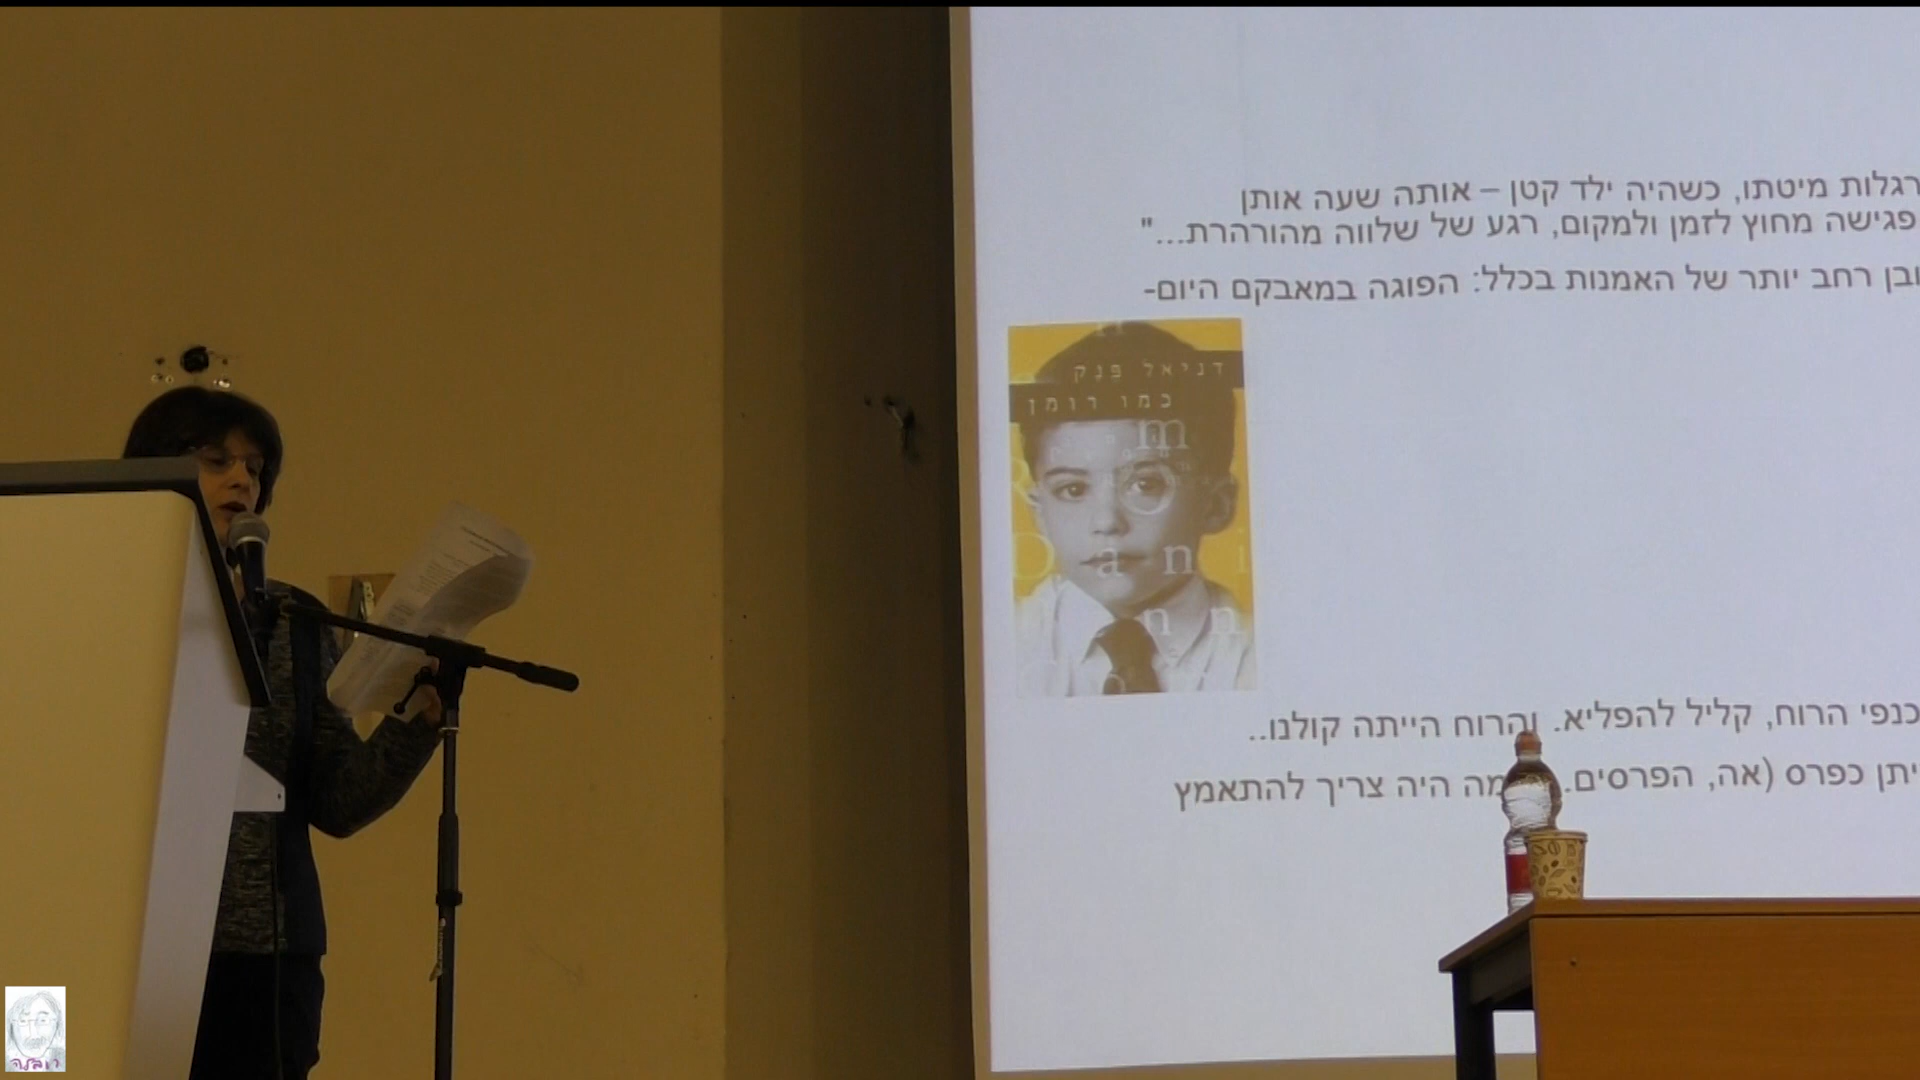 רגלות מיטתו, כשהיה ילד קטן – אותה שעה אותן
פגישה מחוץ לזמן ולמקום, רגע של שלווה מהורהרת..."
ובן רחב יותר של האמנות בכלל: הפוגה במאבקם היום-
דניאל פנק
כמו רומן
m
a n i
n n
כנפי הרוח, קליל להפליא. והרוח הייתה קולנו..
יתן כפרס (אה, הפרסים. מה היה צריך להתאמץ